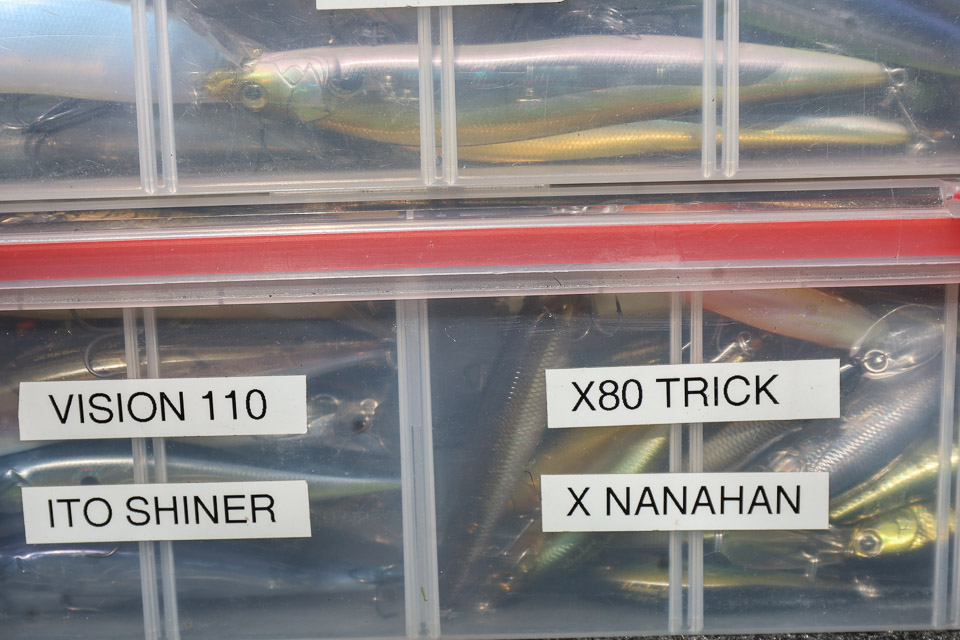 VISION 110
ITO SHINER
X80 TRICK
X NANAHAN